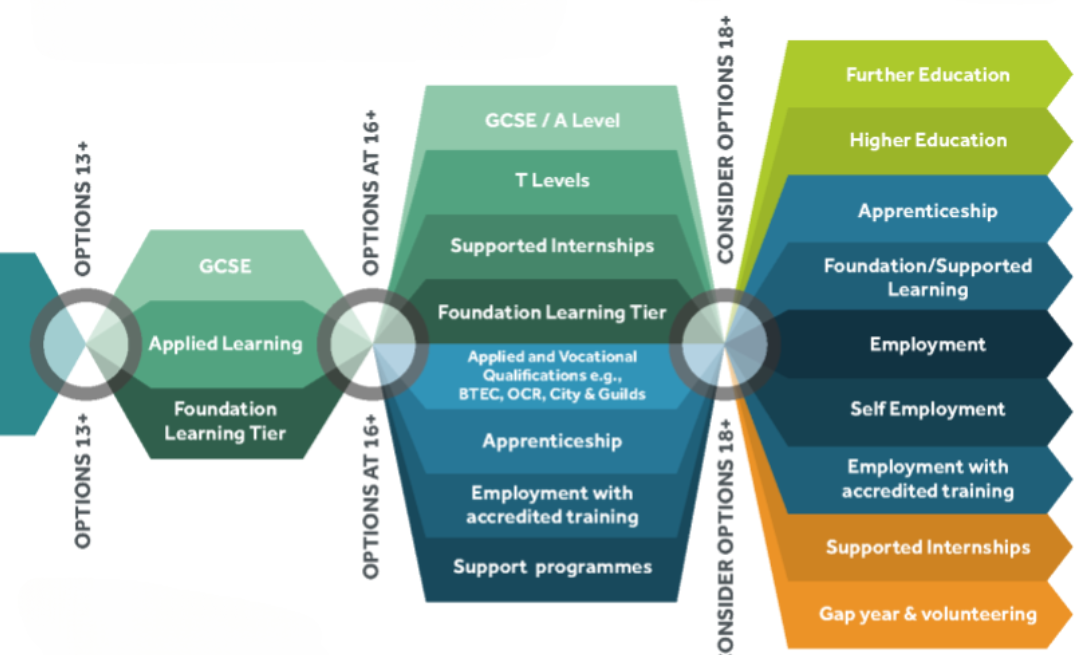 OPTIONS 13+
OPTIONS 13+
GCSE
Applied Learning
Foundation
Learning Tier
OPTIONS AT 16+
OPTIONS AT 16+
GCSE / A Level
T Levels
Supported Internships
Foundation Learning Tier
Applied and Vocational
Qualifications e.g.,
BTEC, OCR, City & Guilds
Apprenticeship
Employment with
accredited training
Support programmes
CONSIDER OPTIONS 18+
ONSIDER OPTIONS 18+
Further Education
Higher Education
Apprenticeship
Foundation/Supported
Learning
Employment
Self Employment
Employment with
accredited training
Supported Internships
Gap year & volunteering